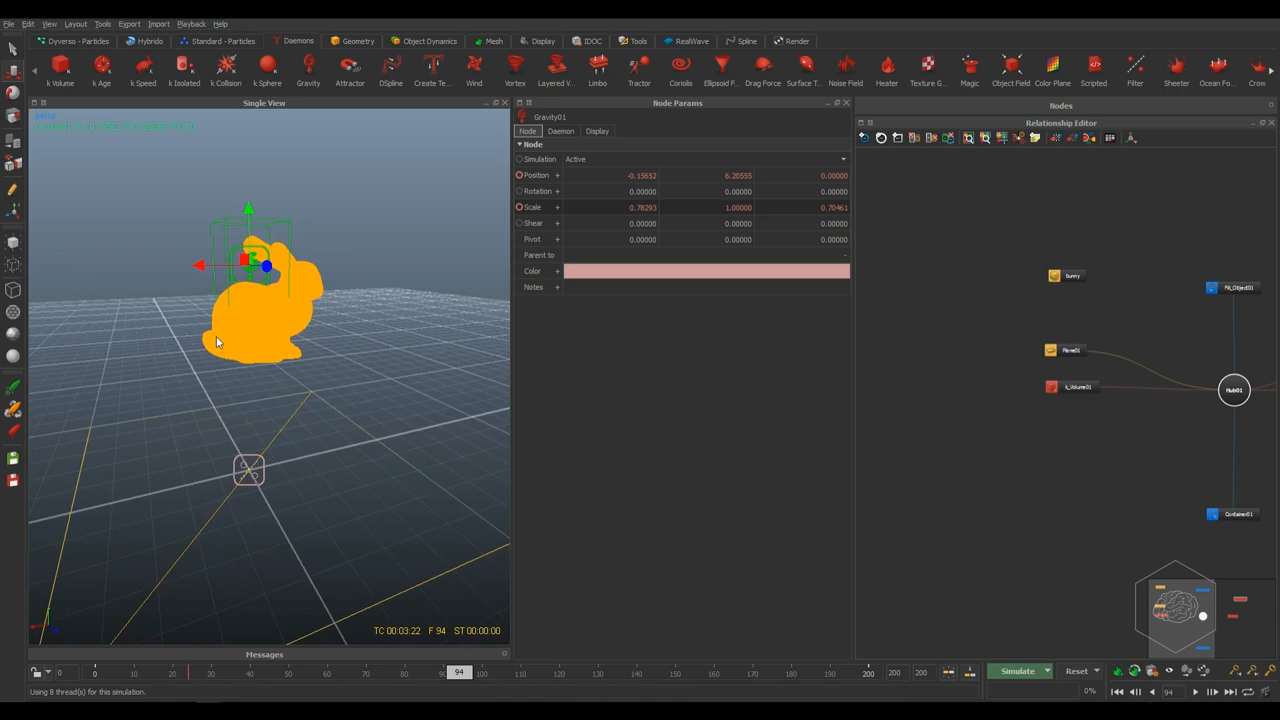 File Edit View Layout Tools Export Import Playback Help
Dyverso - Particles Hybrido Standard - Particles Daemons Geometry Object Dynamics Mesh Display IDOC Tools RealWave Spline Render
k Volume k Age k Speed k Isolated k Collision k Sphere Gravity Attractor DSpline Create Te... Wind Vortex Layered V... Limbo Tractor Coriolis Ellipsoid F... Drag Force Surface T... Noise Field Heater Texture G... Magic Object Field Color Plane Scripted Filter Sheeter Ocean Fo... Crow
Single View Node Params Nodes
Relationship Editor
persp
Gravity01
Node Daemon Display
Node
Simulation Active
Position + -0.15652 6.20555 0.00000
Rotation + 0.00000 0.00000 0.00000
Scale + 0.78293 1.00000 0.70461
Shear + 0.00000 0.00000 0.00000
Pivot + 0.00000 0.00000 0.00000
Parent to -
Color +
Notes +
Bunny
Fill_Object01
Plane01
k_Volume01
Hub01
Container01
TC 00:03:22 F 94 ST 00:00:00
Messages
0 0 10 20 30 40 50 60 70 80 94 100 110 120 130 140 150 160 170 180 190 200 200 200 Simulate Reset
Using 8 thread(s) for this simulation. 0% 94